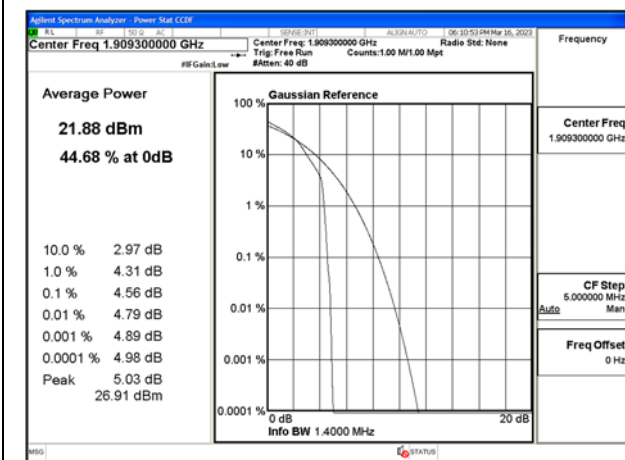 Agilent Spectrum Analyzer - Power Stat CCDF
RL RF 50 Ω AC SENSE:INT ALIGN AUTO 06:10:53 PM Mar 16, 2023
Center Freq 1.909300000 GHz
Center Freq: 1.909300000 GHz Radio Std: None
Trig: Free Run Counts:1.00 M/1.00 Mpt
#IFGain:Low #Atten: 40 dB
Frequency
Average Power
21.88 dBm
44.68 % at 0dB
10.0 % 2.97 dB
1.0 % 4.31 dB
0.1 % 4.56 dB
0.01 % 4.79 dB
0.001 % 4.89 dB
0.0001 % 4.98 dB
Peak 5.03 dB
26.91 dBm
Gaussian Reference
100 %
10 %
1 %
0.1 %
0.01 %
0.001 %
0.0001 %
0 dB 20 dB
Info BW 1.4000 MHz
Center Freq
1.909300000 GHz
CF Step
5.000000 MHz
Auto Man
Freq Offset
0 Hz
MSG STATUS